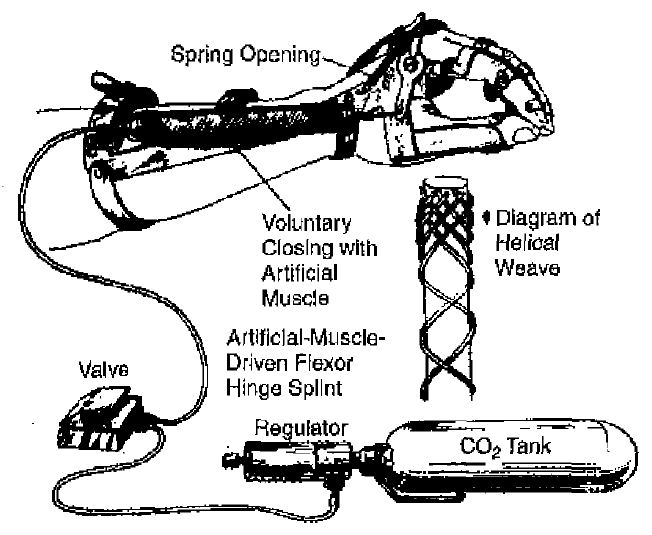 Spring Opening
Voluntary
Closing with
Artificial
Muscle
Diagram of
Helical
Weave
Artificial-Muscle-
Driven Flexor
Hinge Splint
Valve
Regulator
CO₂ Tank